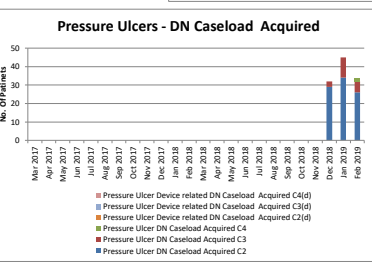 Pressure Ulcers - DN Caseload  Acquired
No. Of Patinets
50
40
30
20
10
0
Mar 2017
Apr 2017
May 2017
Jun 2017
Jul 2017
Aug 2017
Sep 2017
Oct 2017
Nov 2017
Dec 2017
Jan 2018
Feb 2018
Mar 2018
Apr 2018
May 2018
Jun 2018
Jul 2018
Aug 2018
Sep 2018
Oct 2018
Nov 2018
Dec 2018
Jan 2019
Feb 2019
Pressure Ulcer Device related DN Caseload  Acquired C4(d)
Pressure Ulcer Device related DN Caseload  Acquired C3(d)
Pressure Ulcer Device related DN Caseload  Acquired C2(d)
Pressure Ulcer DN Caseload Acquired C4
Pressure Ulcer DN Caseload  Acquired C3
Pressure Ulcer DN Caseload  Acquired C2